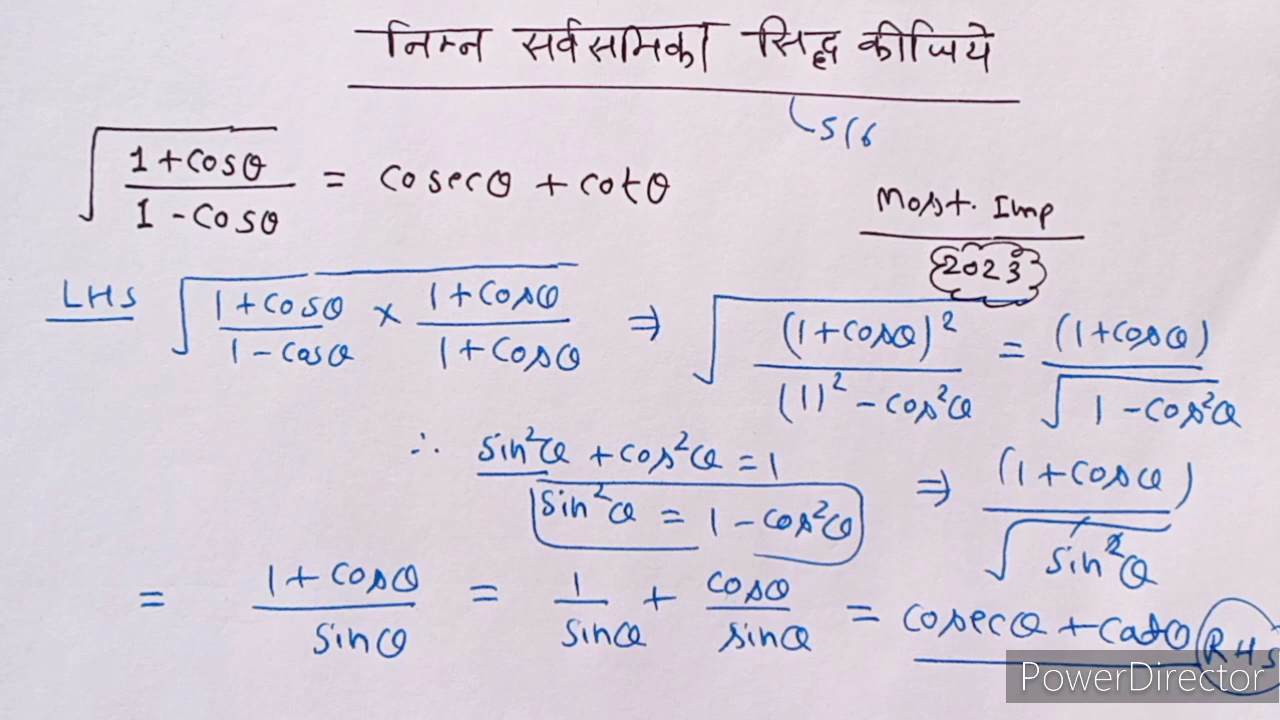 निम्न सर्वसमिका सिद्ध कीजिये
√((1+cosθ)/(1-cosθ)) = cosecθ + cotθ
Most. Imp
2023
LHS √((1+cosθ)/(1-cosθ) × (1+cosθ)/(1+cosθ)) ⇒ √((1+cosθ)²/((1)²-cos²θ)) = (1+cosθ)/√(1-cos²θ)
∴ sin²θ + cos²θ = 1
sin²θ = 1 - cos²θ
⇒ (1+cosθ)/√(sin²θ)
= (1+cosθ)/sinθ = 1/sinθ + cosθ/sinθ = cosecθ + cotθ RHS
PowerDirector